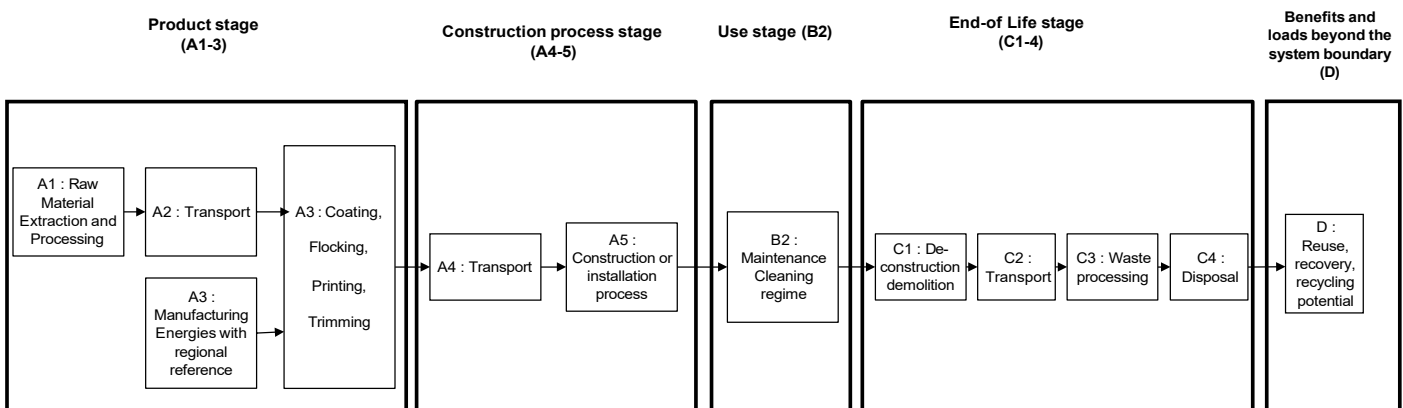 Product stage
(A1-3)
Construction process stage
(A4-5)
Use stage (B2)
End-of Life stage
(C1-4)
Benefits and
loads beyond the
system boundary
(D)
A1 : Raw
Material
Extraction and
Processing
A2 : Transport
A3 :
Manufacturing
Energies with
regional
reference
A3 : Coating,
Flocking,
Printing,
Trimming
A4 : Transport
A5 :
Construction or
installation
process
B2 :
Maintenance
Cleaning
regime
C1 : De-
construction
demolition
C2 :
Transport
C3 : Waste
processing
C4 :
Disposal
D :
Reuse,
recovery,
recycling
potential